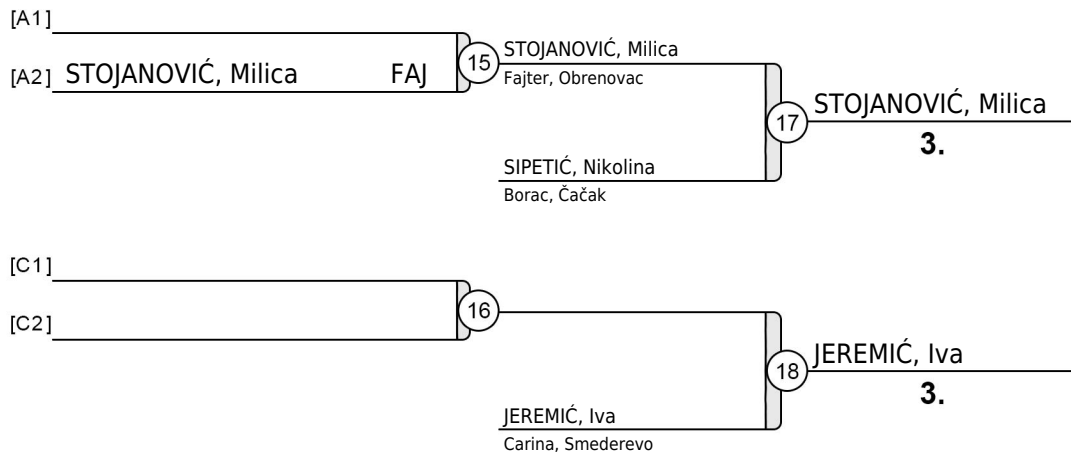 [A1]
[A2] STOJANOVIĆ, Milica FAJ
15
STOJANOVIĆ, Milica
Fajter, Obrenovac
17
STOJANOVIĆ, Milica
3.
SIPETIĆ, Nikolina
Borac, Čačak
[C1]
[C2]
16
18
JEREMIĆ, Iva
3.
JEREMIĆ, Iva
Carina, Smederevo